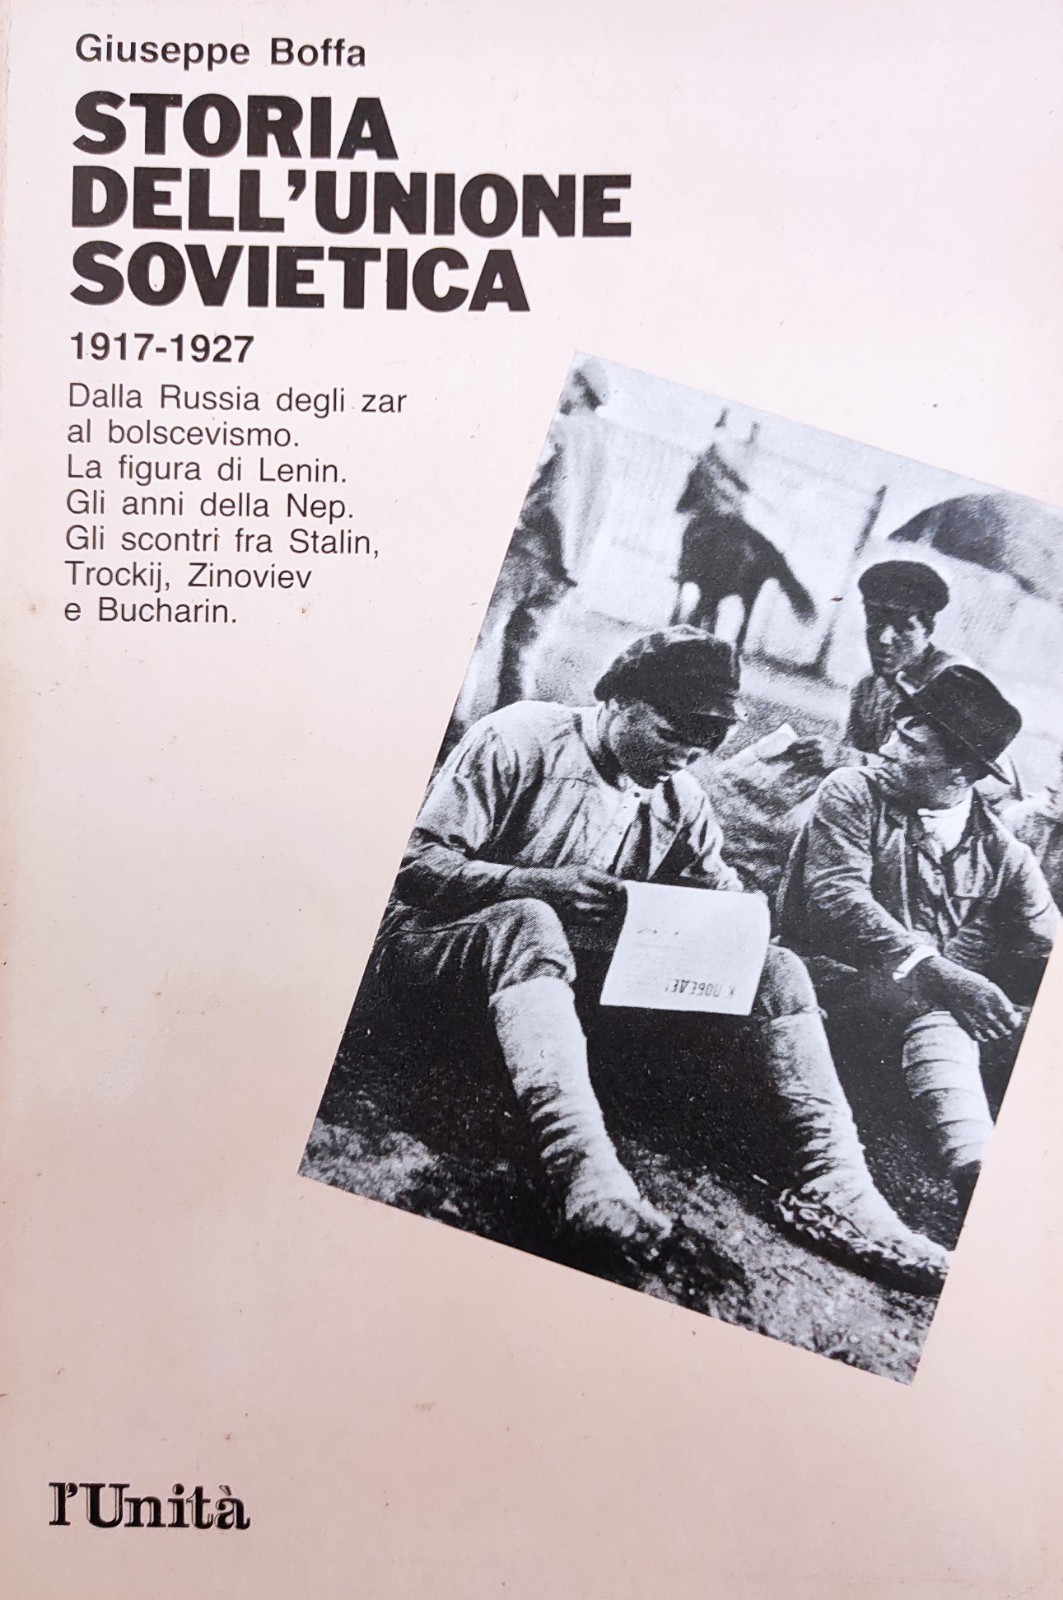 Giuseppe Boffa
STORIA
DELL'UNIONE
SOVIETICA
1917-1927
Dalla Russia degli zar
al bolscevismo.
La figura di Lenin.
Gli anni della Nep.
Gli scontri fra Stalin,
Trockij, Zinoviev
e Bucharin.
К ПОБЕДЕ!
l'Unità